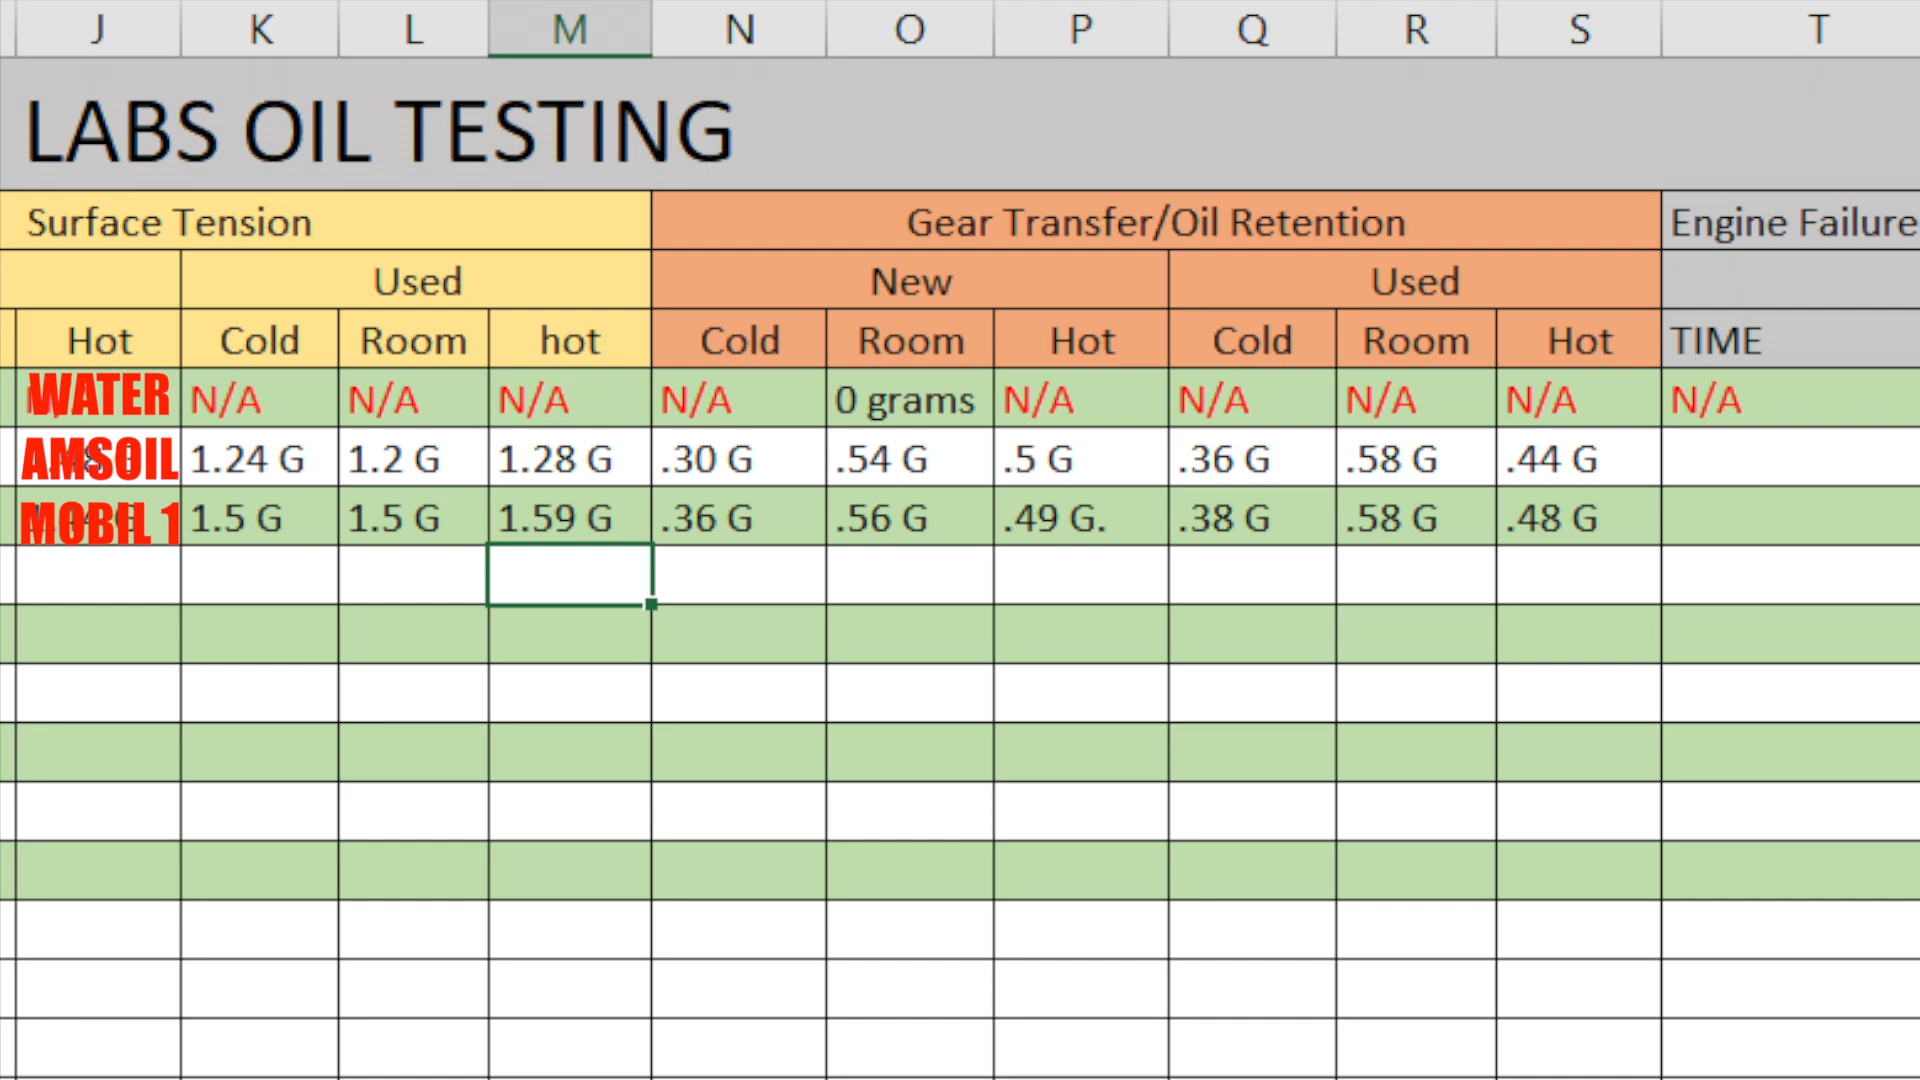 J K L M N O P Q R S T
LABS OIL TESTING
Surface Tension Gear Transfer/Oil Retention Engine Failure
Used New Used
Hot Cold Room hot Cold Room Hot Cold Room Hot TIME
WATER N/A N/A N/A N/A 0 grams N/A N/A N/A N/A N/A
AMSOIL 1.24 G 1.2 G 1.28 G .30 G .54 G .5 G .36 G .58 G .44 G
MOBIL 1 1.5 G 1.5 G 1.59 G .36 G .56 G .49 G. .38 G .58 G .48 G